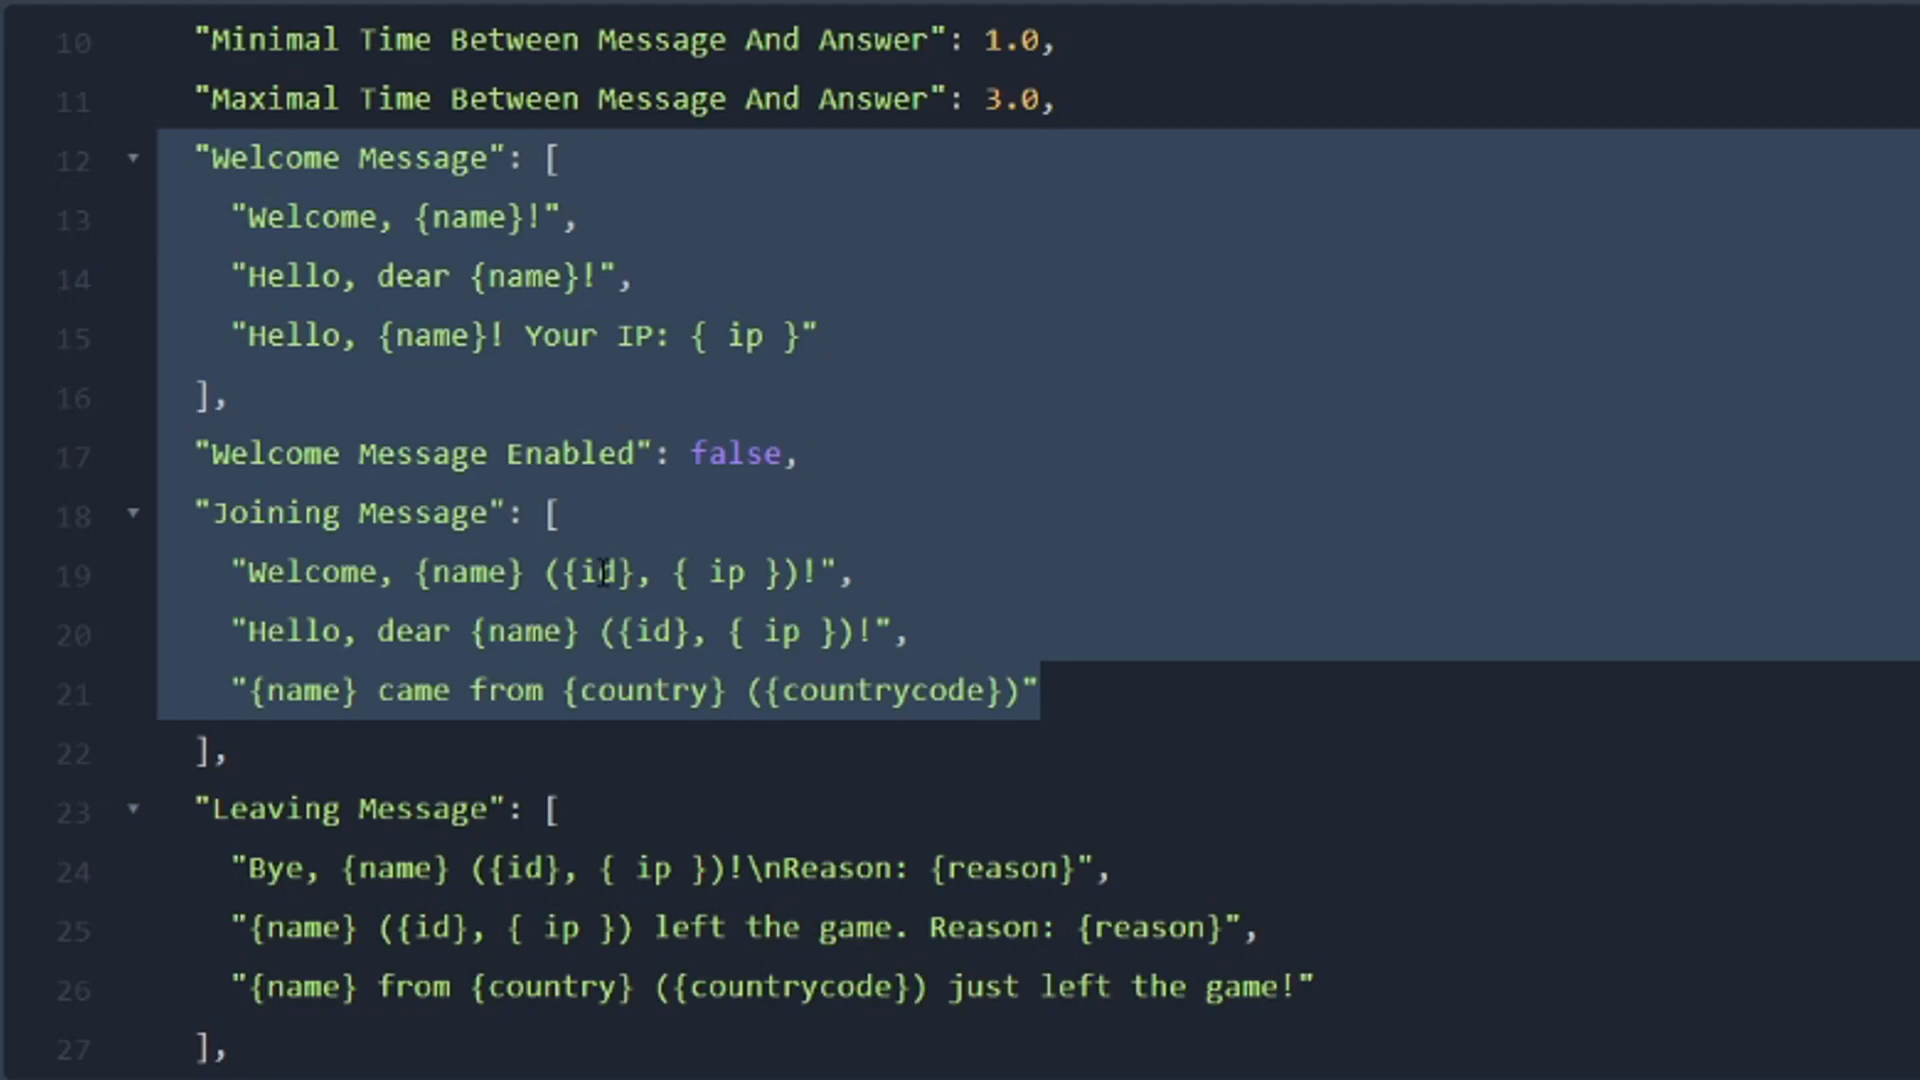 10 "Minimal Time Between Message And Answer": 1.0,
11 "Maximal Time Between Message And Answer": 3.0,
12 "Welcome Message": [
13 "Welcome, {name}!",
14 "Hello, dear {name}!",
15 "Hello, {name}! Your IP: { ip }"
16 ],
17 "Welcome Message Enabled": false,
18 "Joining Message": [
19 "Welcome, {name} ({id}, { ip })!",
20 "Hello, dear {name} ({id}, { ip })!",
21 "{name} came from {country} ({countrycode})"
22 ],
23 "Leaving Message": [
24 "Bye, {name} ({id}, { ip })!\nReason: {reason}",
25 "{name} ({id}, { ip }) left the game. Reason: {reason}",
26 "{name} from {country} ({countrycode}) just left the game!"
27 ],